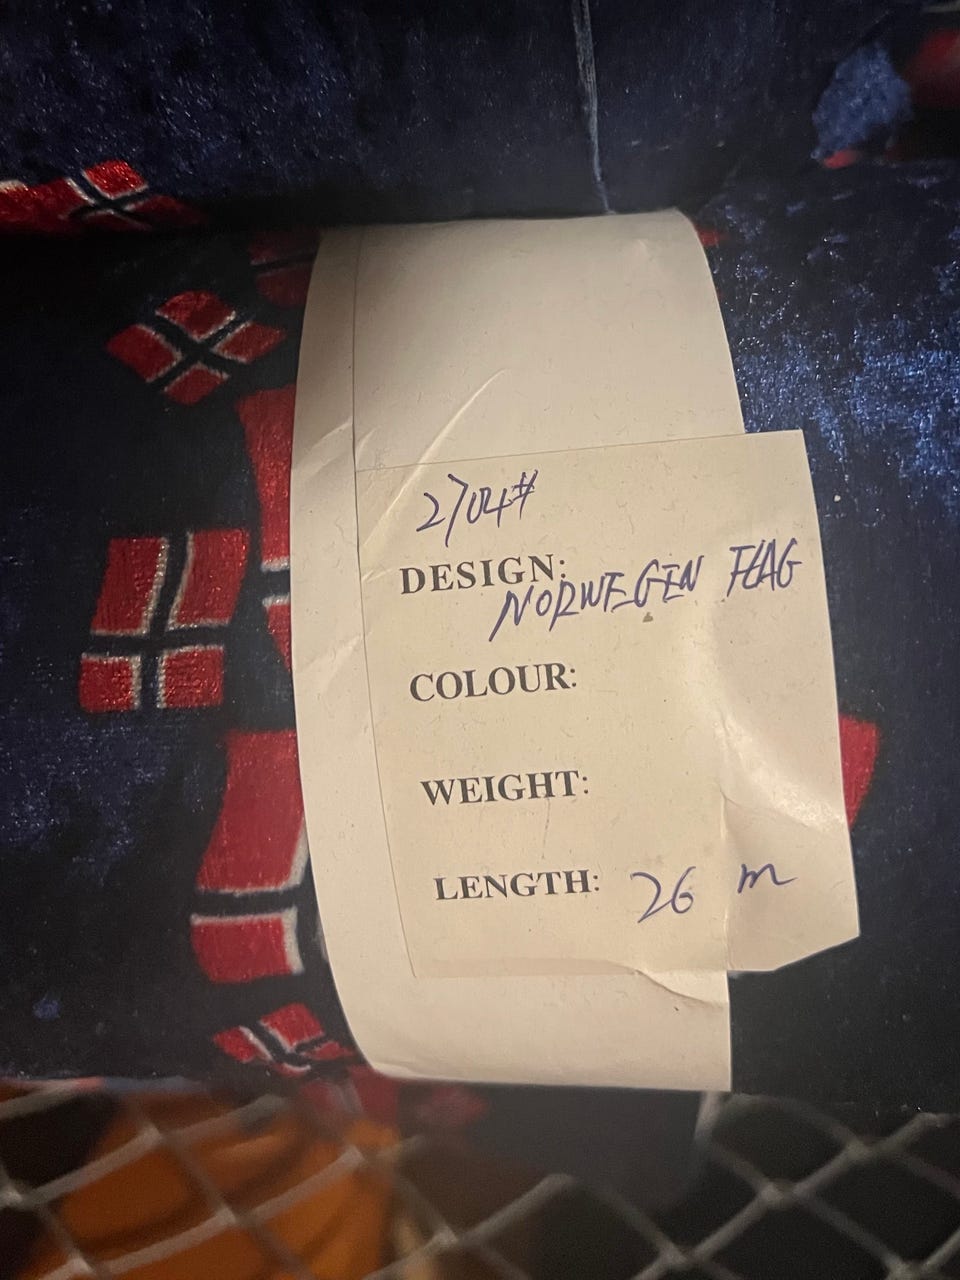 2704#
DESIGN:
NORWEGEN FLAG
COLOUR:
WEIGHT:
LENGTH: 26 m